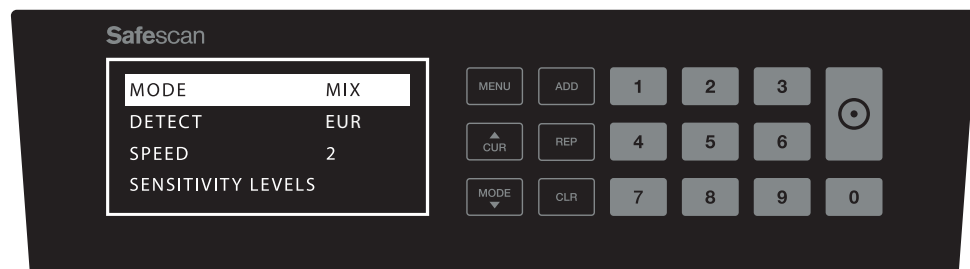 Safescan
MODE MIX
DETECT EUR
SPEED 2
SENSITIVITY LEVELS
MENU ADD 1 2 3
CUR REP 4 5 6
MODE CLR 7 8 9 0